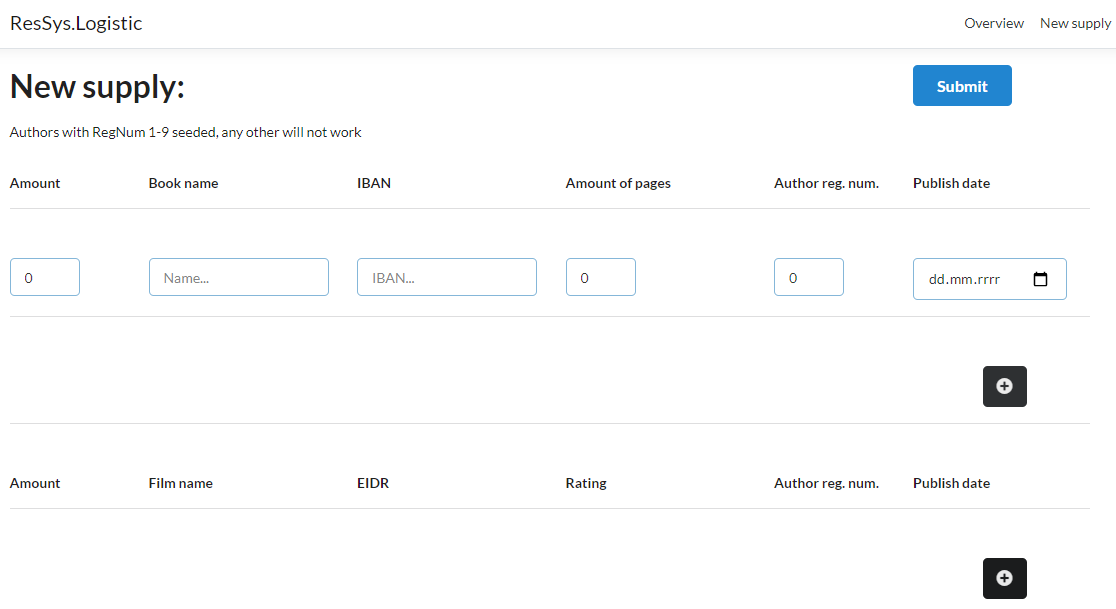 ResSys.Logistic Overview New supply
New supply: Submit
Authors with RegNum 1-9 seeded, any other will not work
Amount Book name IBAN Amount of pages Author reg. num. Publish date
0 Name... IBAN... 0 0 dd.mm.rrrr
Amount Film name EIDR Rating Author reg. num. Publish date